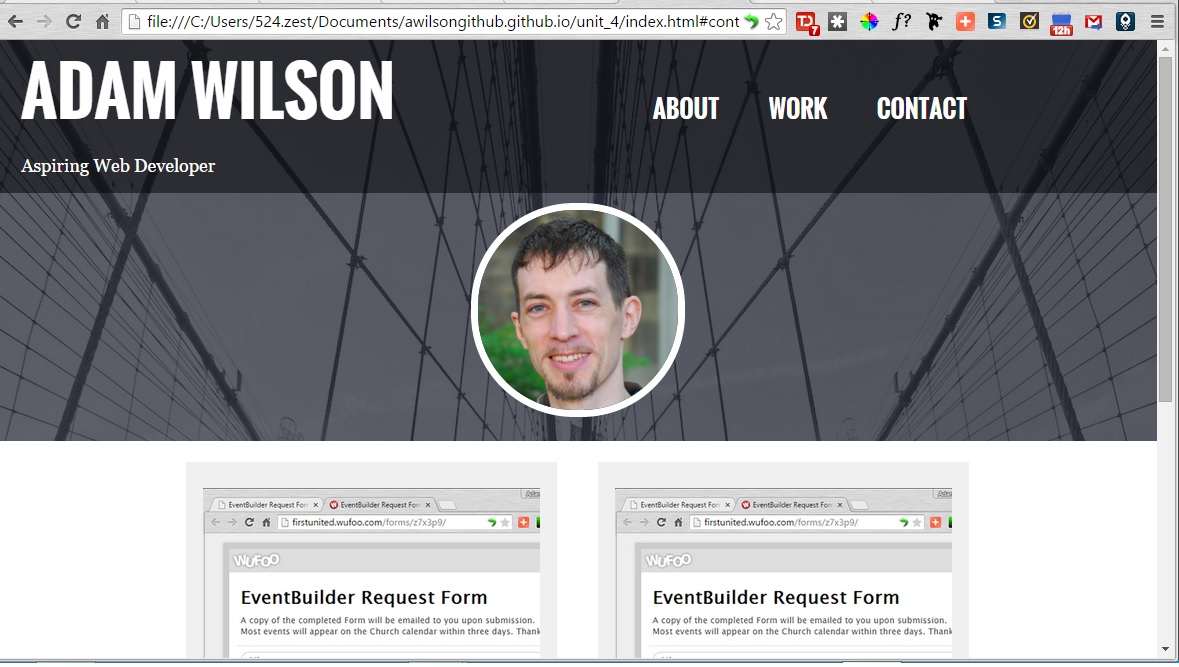 file:///C:/Users/524.zest/Documents/awilsongithub.github.io/unit_4/index.html#cont
7
f?
S
12h
ADAM WILSON
ABOUT WORK CONTACT
Aspiring Web Developer
EventBuilder Request For × EventBuilder Request For ×
firstunited.wufoo.com/forms/z7x3p9/
WUFOO
EventBuilder Request Form
A copy of the completed Form will be emailed to you upon submission.
Most events will appear on the Church calendar within three days. Thank
EventBuilder Request For × EventBuilder Request For ×
firstunited.wufoo.com/forms/z7x3p9/
WUFOO
EventBuilder Request Form
A copy of the completed Form will be emailed to you upon submission.
Most events will appear on the Church calendar within three days. Thank